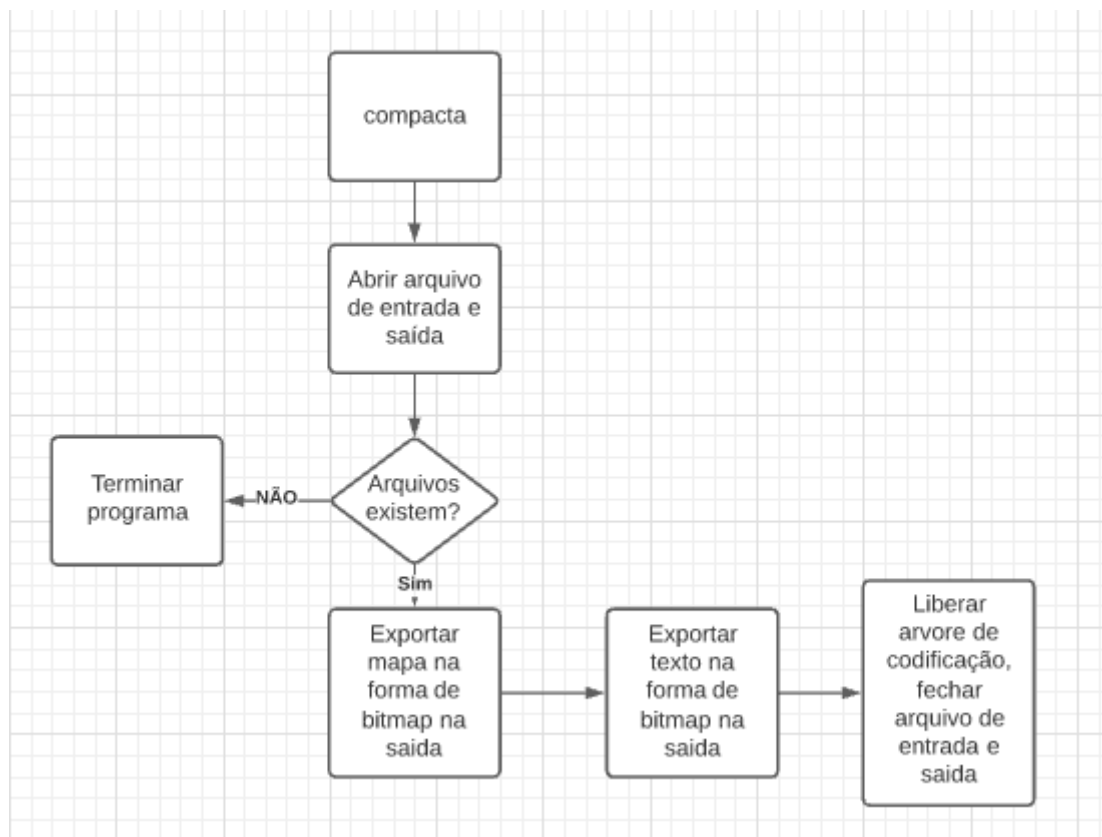 compacta
Abrir arquivo
de entrada e
saída
Arquivos
existem?
NÃO
Terminar
programa
Sim
Exportar
mapa na
forma de
bitmap na
saida
Exportar
texto na
forma de
bitmap na
saida
Liberar
arvore de
codificação,
fechar
arquivo de
entrada e
saida